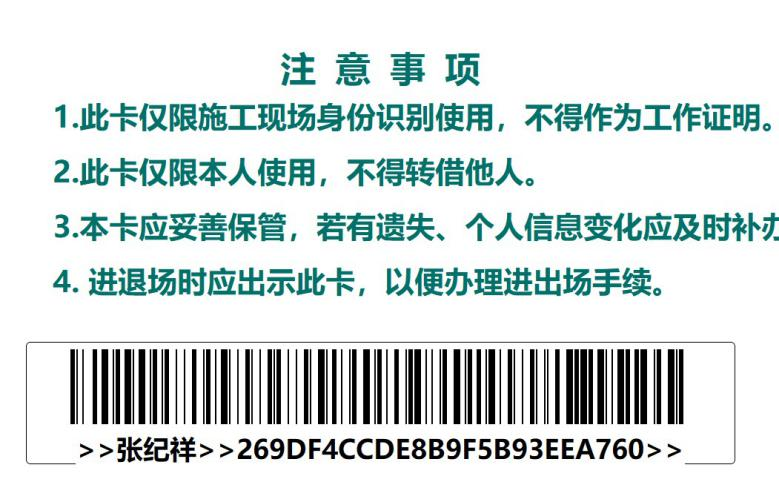 注意事项
1.此卡仅限施工现场身份识别使用，不得作为工作证明。
2.此卡仅限本人使用，不得转借他人。
3.本卡应妥善保管，若有遗失、个人信息变化应及时补办
4. 进退场时应出示此卡，以便办理进出场手续。
>>张纪祥>>269DF4CCDE8B9F5B93EEA760>>